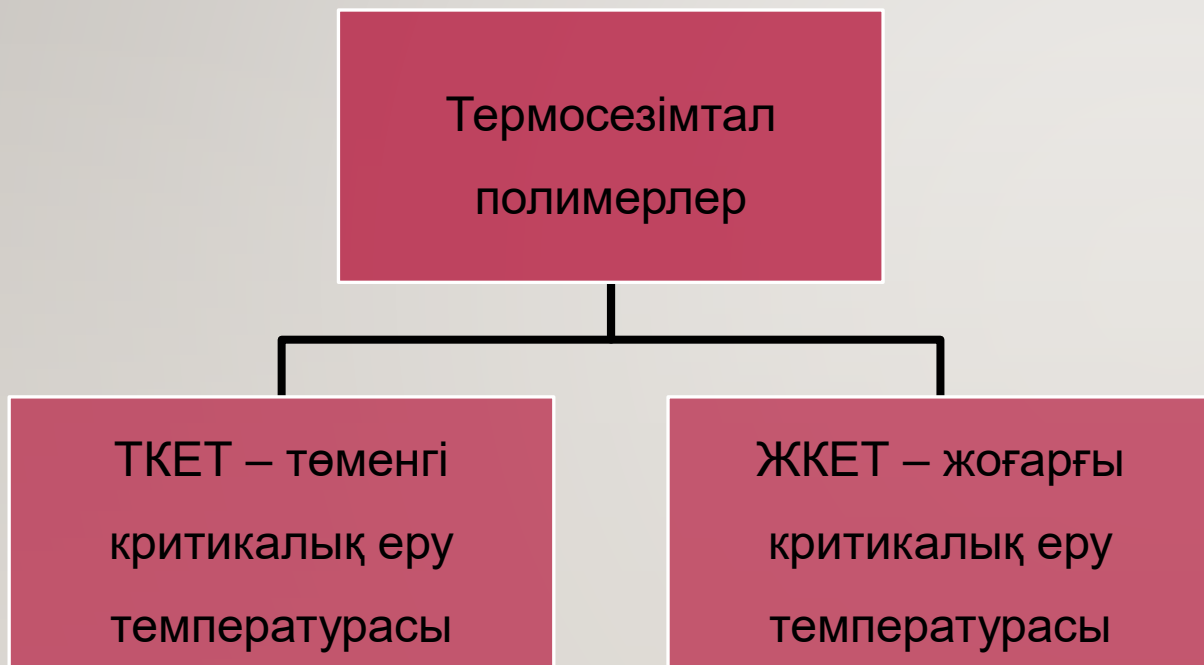 Термосезімтал
полимерлер
ТКЕТ – төменгі
критикалық еру
температурасы
ЖКЕТ – жоғарғы
критикалық еру
температурасы